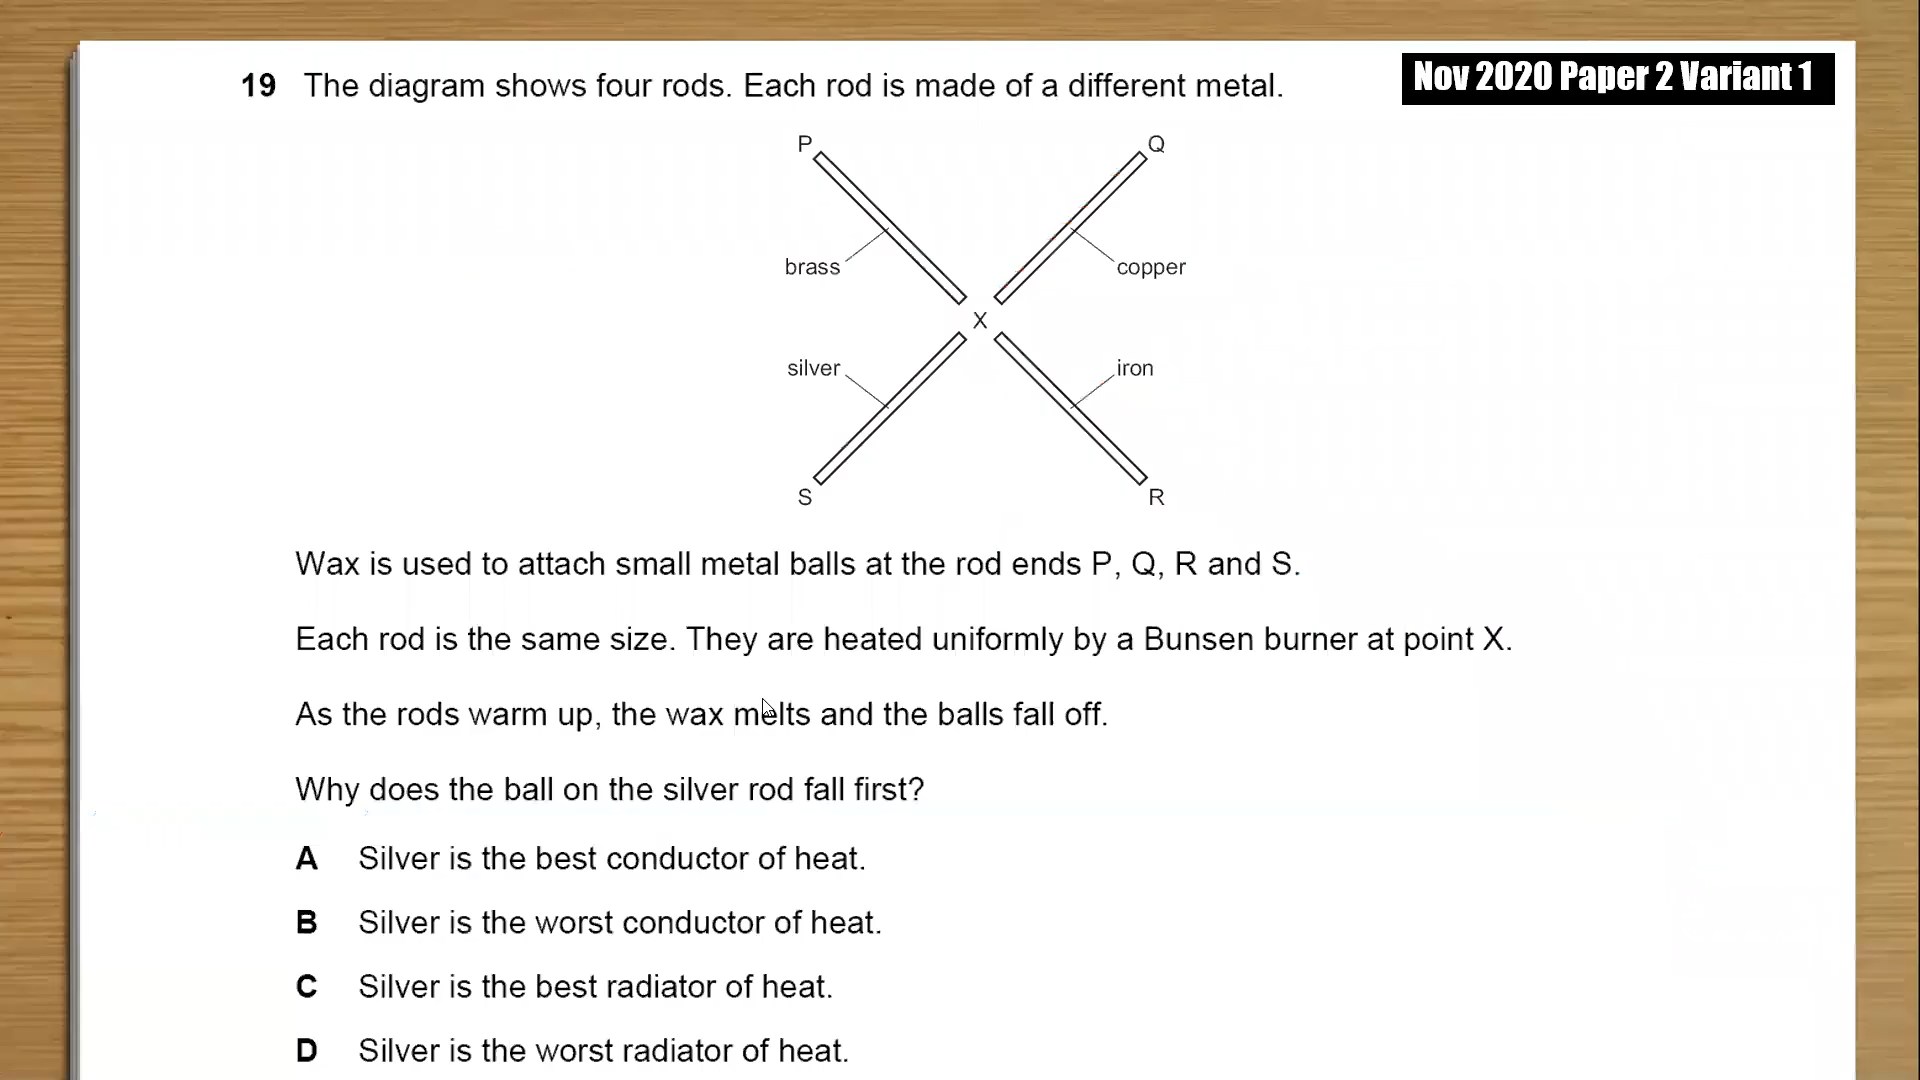 19 The diagram shows four rods. Each rod is made of a different metal.
Nov 2020 Paper 2 Variant 1
P
Q
brass
copper
X
silver
iron
S
R
Wax is used to attach small metal balls at the rod ends P, Q, R and S.
Each rod is the same size. They are heated uniformly by a Bunsen burner at point X.
As the rods warm up, the wax melts and the balls fall off.
Why does the ball on the silver rod fall first?
A Silver is the best conductor of heat.
B Silver is the worst conductor of heat.
C Silver is the best radiator of heat.
D Silver is the worst radiator of heat.